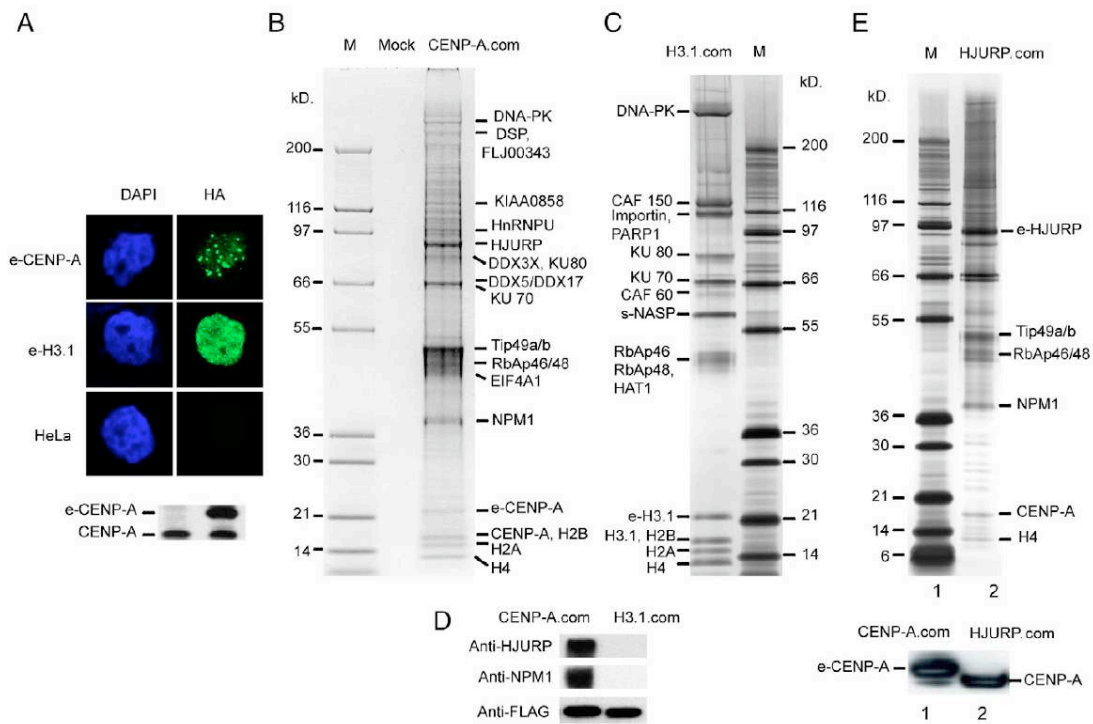 A
DAPI HA
e-CENP-A
e-H3.1
HeLa
e-CENP-A
CENP-A
B
M Mock CENP-A.com
kD.
200
116
97
66
55
36
30
21
14
DNA-PK
DSP,
FLJ00343
KIAA0858
HnRNPU
HJURP
DDX3X, KU80
DDX5/DDX17
KU 70
Tip49a/b
RbAp46/48
EIF4A1
NPM1
e-CENP-A
CENP-A, H2B
H2A
H4
C
H3.1.com M
kD.
DNA-PK
CAF 150
Importin,
PARP1
KU 80
KU 70
CAF 60
s-NASP
RbAp46
RbAp48,
HAT1
e-H3.1
H3.1, H2B
H2A
H4
200
116
97
66
55
36
30
21
14
D
CENP-A.com H3.1.com
Anti-HJURP
Anti-NPM1
Anti-FLAG
E
M HJURP.com
kD.
200
116
97
66
55
36
30
21
14
6
e-HJURP
Tip49a/b
RbAp46/48
NPM1
CENP-A
H4
1 2
CENP-A.com HJURP.com
e-CENP-A
CENP-A
1 2